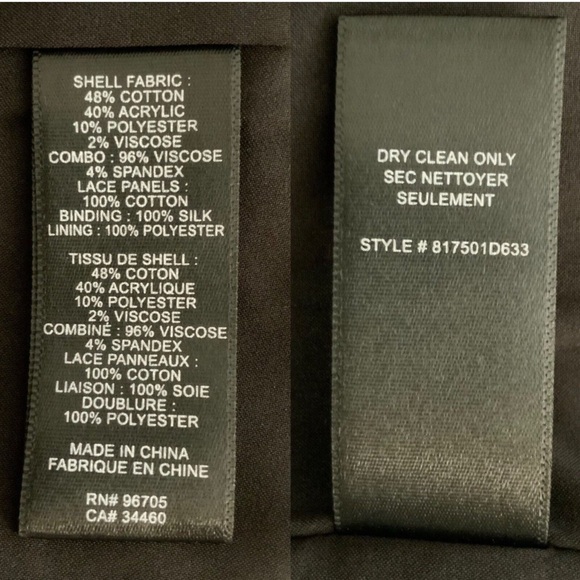 SHELL FABRIC :
48% COTTON
40% ACRYLIC
10% POLYESTER
2% VISCOSE
COMBO : 96% VISCOSE
4% SPANDEX
LACE PANELS :
100% COTTON
BINDING : 100% SILK
LINING : 100% POLYESTER
TISSU DE SHELL :
48% COTON
40% ACRYLIQUE
10% POLYESTER
2% VISCOSE
COMBINÉ : 96% VISCOSE
4% SPANDEX
LACE PANNEAUX :
100% COTON
LIAISON : 100% SOIE
DOUBLURE :
100% POLYESTER
MADE IN CHINA
FABRIQUE EN CHINE
RN# 96705
CA# 34460
DRY CLEAN ONLY
SEC NETTOYER
SEULEMENT
STYLE # 817501D633